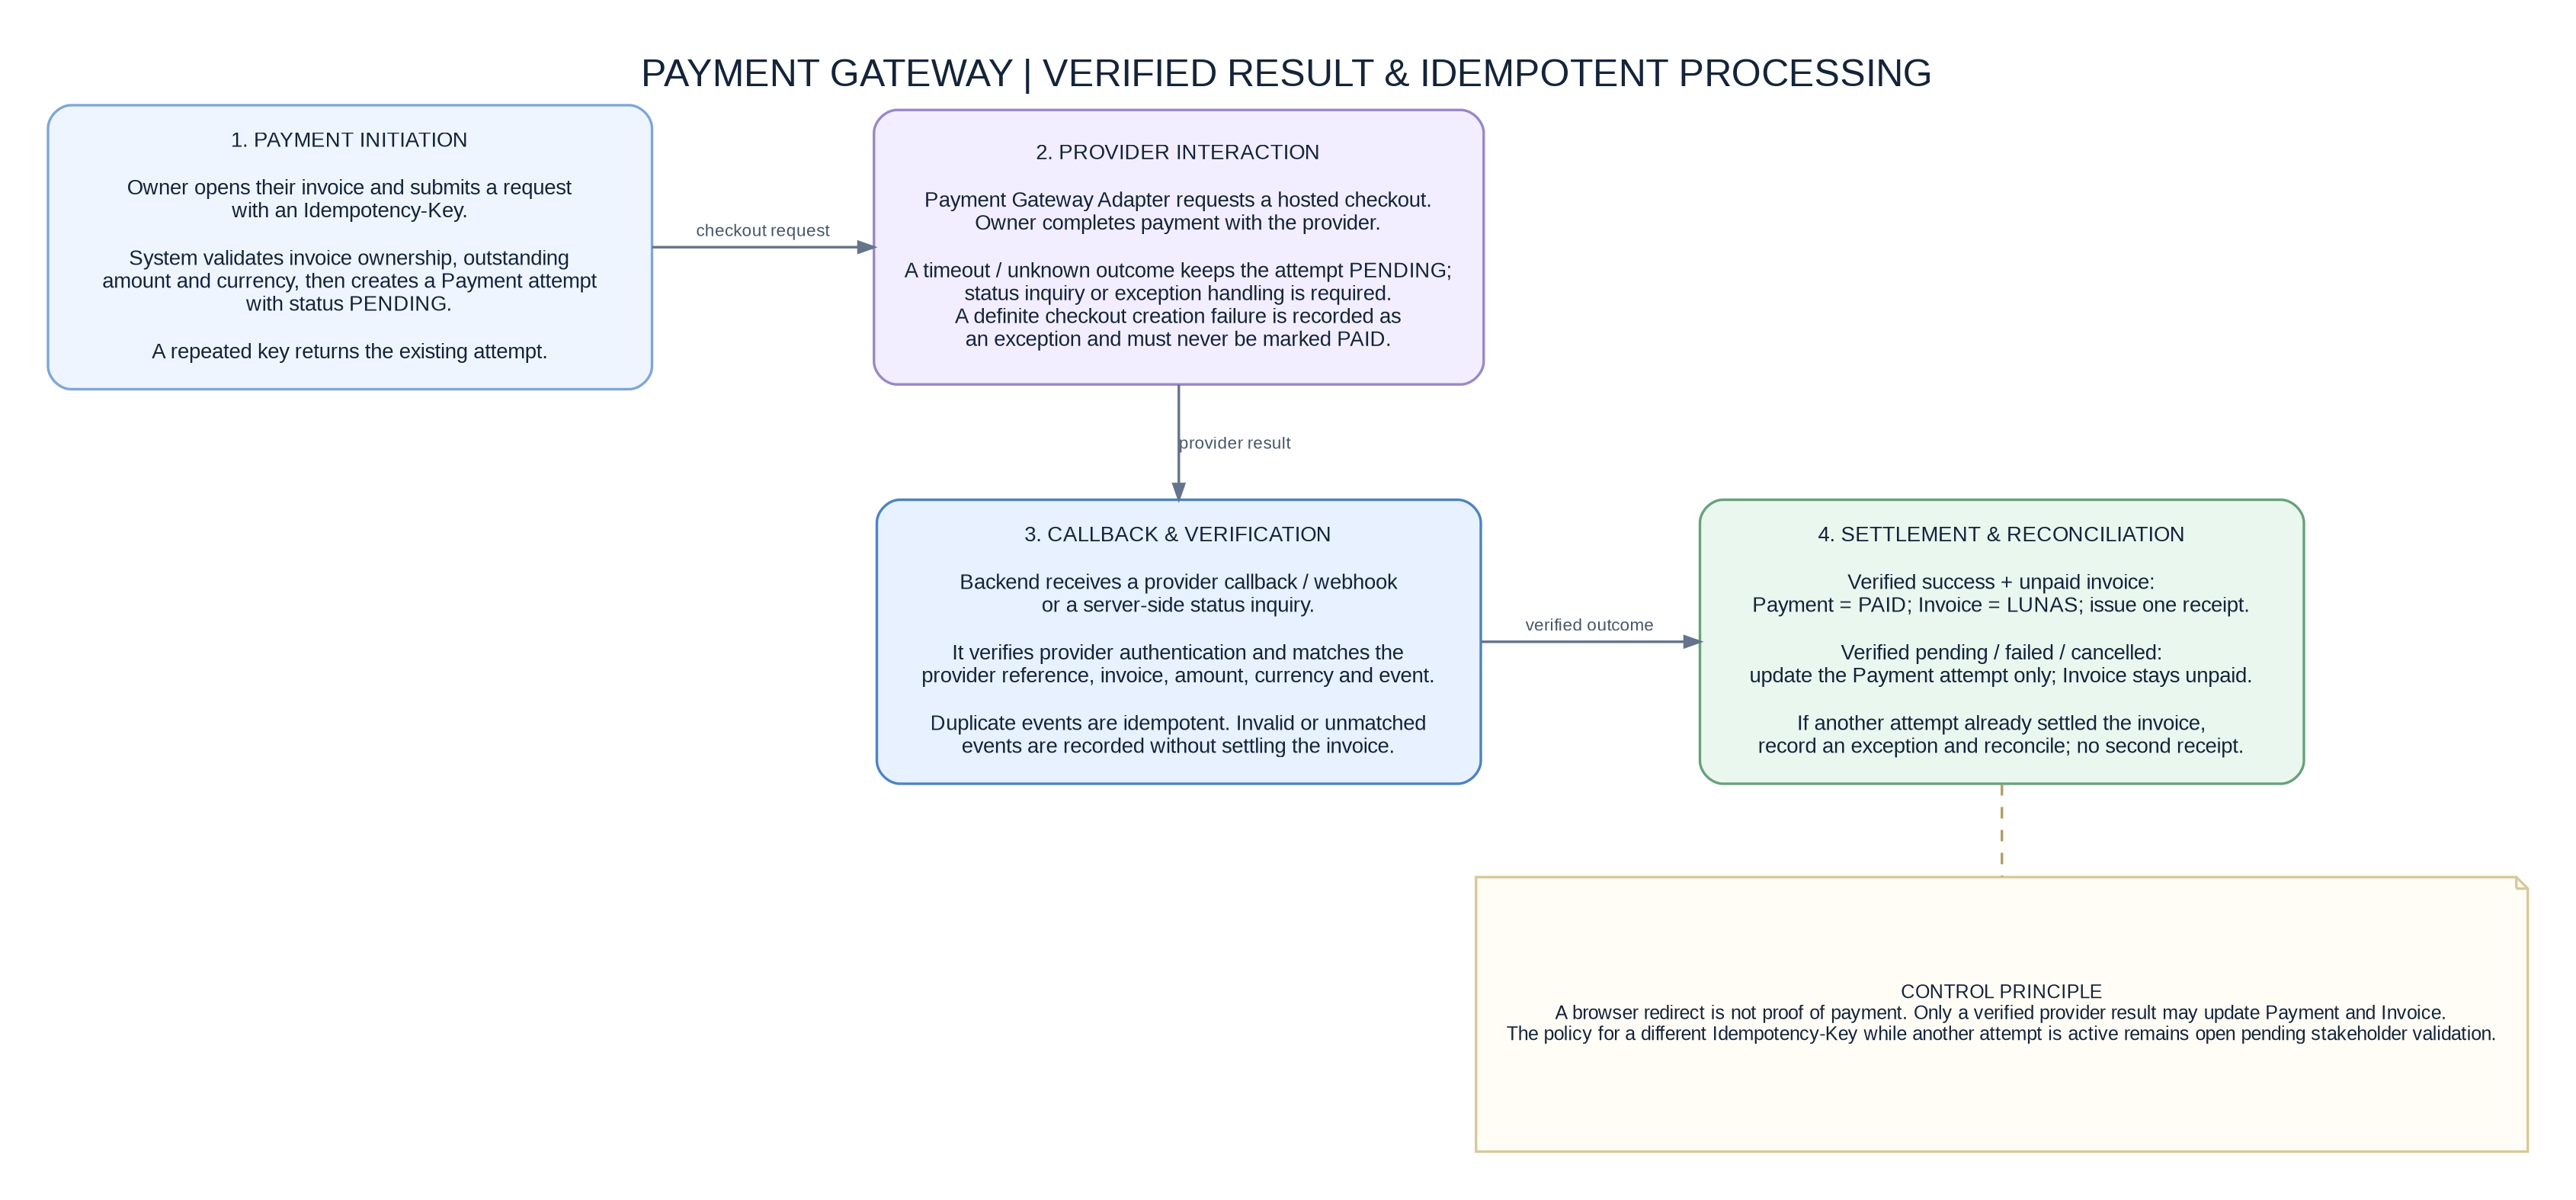 PAYMENT GATEWAY | VERIFIED RESULT & IDEMPOTENT PROCESSING
1. PAYMENT INITIATION
Owner opens their invoice and submits a request
with an Idempotency-Key.
System validates invoice ownership, outstanding
amount and currency, then creates a Payment attempt
with status PENDING.
A repeated key returns the existing attempt.
checkout request
2. PROVIDER INTERACTION
Payment Gateway Adapter requests a hosted checkout.
Owner completes payment with the provider.
A timeout / unknown outcome keeps the attempt PENDING;
status inquiry or exception handling is required.
A definite checkout creation failure is recorded as
an exception and must never be marked PAID.
provider result
3. CALLBACK & VERIFICATION
Backend receives a provider callback / webhook
or a server-side status inquiry.
It verifies provider authentication and matches the
provider reference, invoice, amount, currency and event.
Duplicate events are idempotent. Invalid or unmatched
events are recorded without settling the invoice.
verified outcome
4. SETTLEMENT & RECONCILIATION
Verified success + unpaid invoice:
Payment = PAID; Invoice = LUNAS; issue one receipt.
Verified pending / failed / cancelled:
update the Payment attempt only; Invoice stays unpaid.
If another attempt already settled the invoice,
record an exception and reconcile; no second receipt.
CONTROL PRINCIPLE
A browser redirect is not proof of payment. Only a verified provider result may update Payment and Invoice.
The policy for a different Idempotency-Key while another attempt is active remains open pending stakeholder validation.